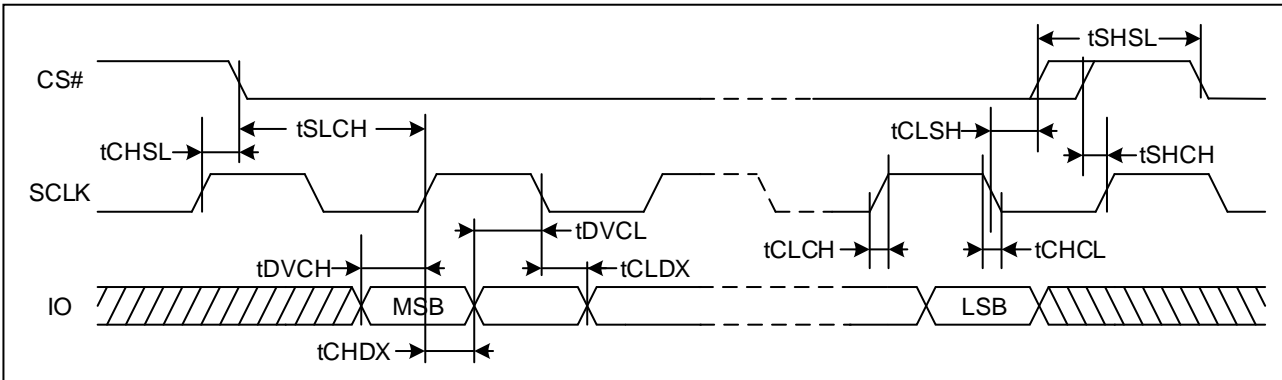 tSHSL
CS#
tSLCH
tCLSH
tCHSL
tSHCH
SCLK
tDVCL
tCLCH
tCHCL
tDVCH
tCLDX
IO
MSB
LSB
tCHDX